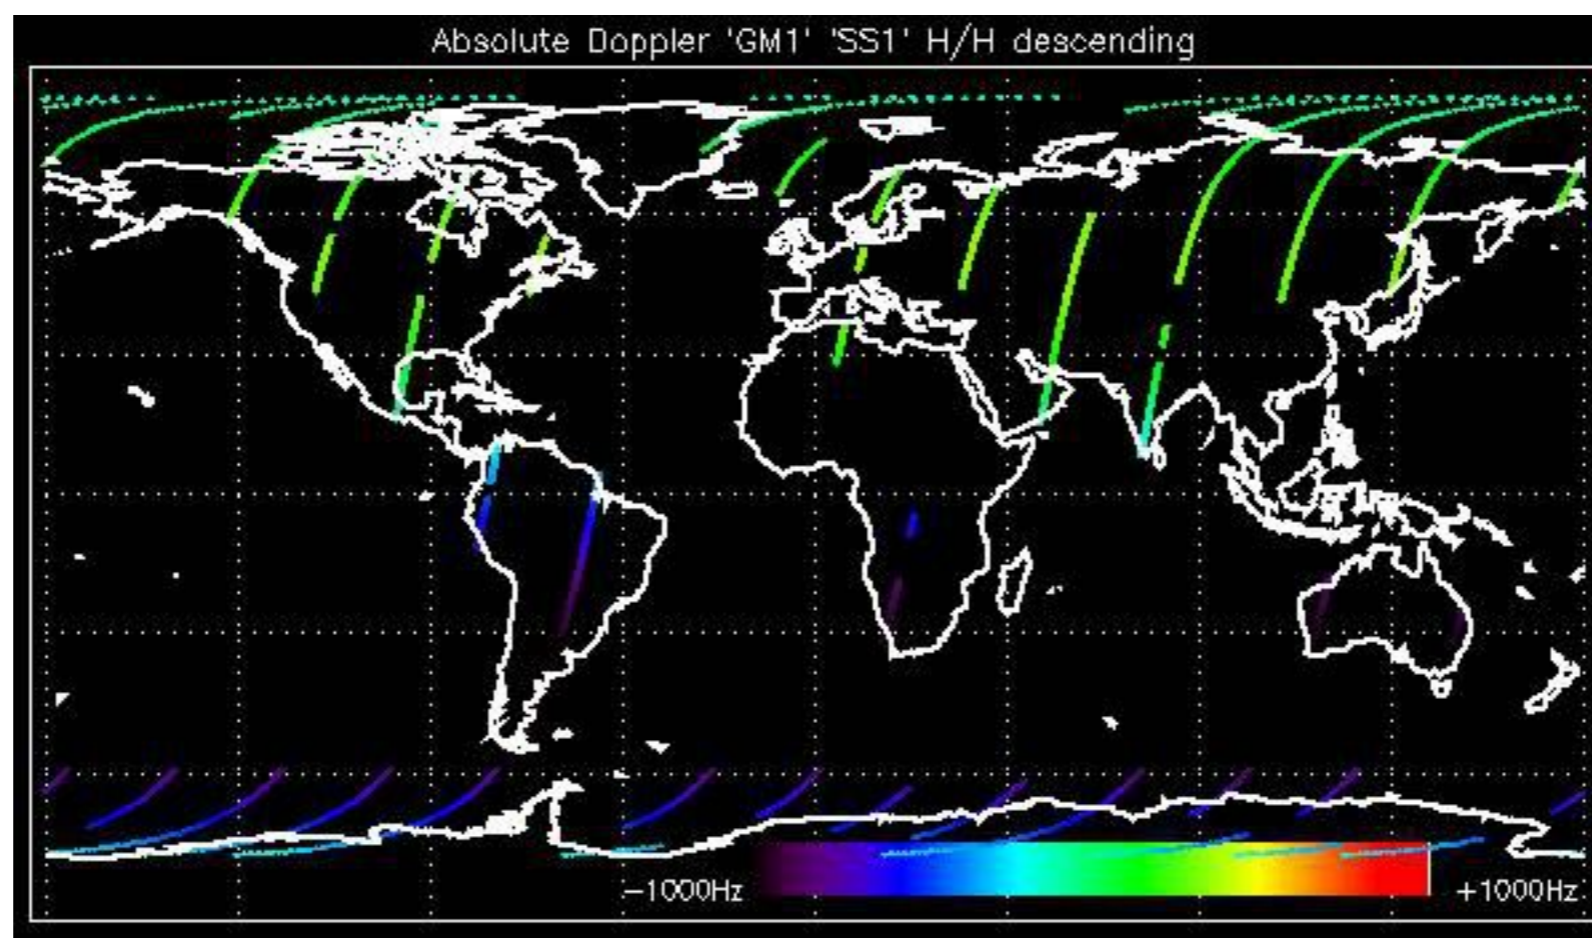 Absolute Doppler 'GM1' 'SS1' H/H descending
-1000Hz +1000Hz